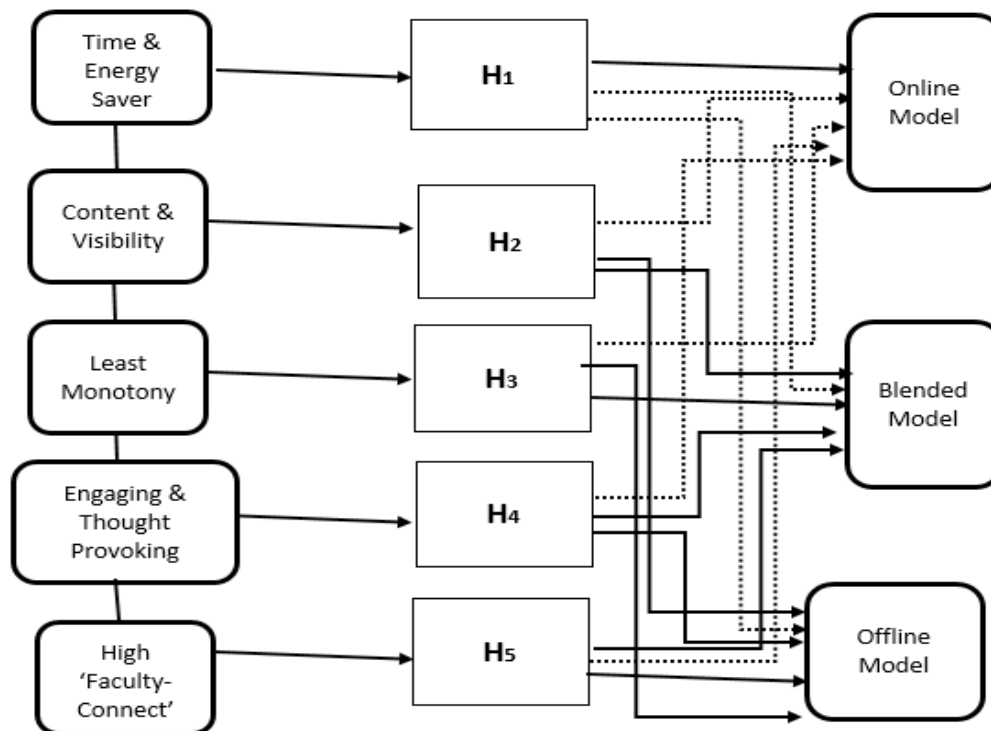 Time &
Energy
Saver
H1
Online
Model
Content &
Visibility
H2
Least
Monotony
H3
Blended
Model
Engaging &
Thought
Provoking
H4
High
‘Faculty-
Connect’
H5
Offline
Model